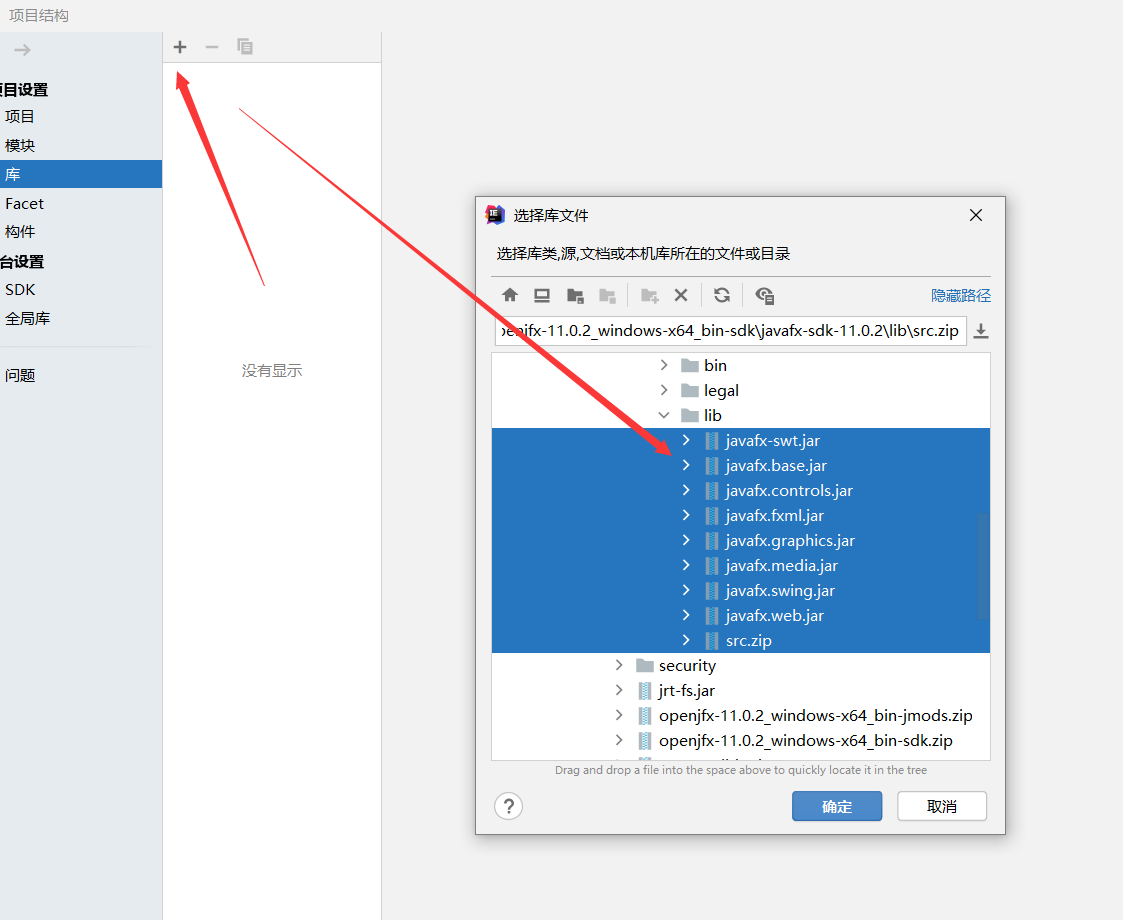 项目结构
项目设置
项目
模块
库
Facet
构件
台设置
SDK
全局库
问题
没有显示
选择库文件
选择库类,源,文档或本机库所在的文件或目录
隐藏路径
penjfx-11.0.2_windows-x64_bin-sdk\javafx-sdk-11.0.2\lib\src.zip
bin
legal
lib
javafx-swt.jar
javafx.base.jar
javafx.controls.jar
javafx.fxml.jar
javafx.graphics.jar
javafx.media.jar
javafx.swing.jar
javafx.web.jar
src.zip
security
jrt-fs.jar
openjfx-11.0.2_windows-x64_bin-jmods.zip
openjfx-11.0.2_windows-x64_bin-sdk.zip
Drag and drop a file into the space above to quickly locate it in the tree
?
确定
取消